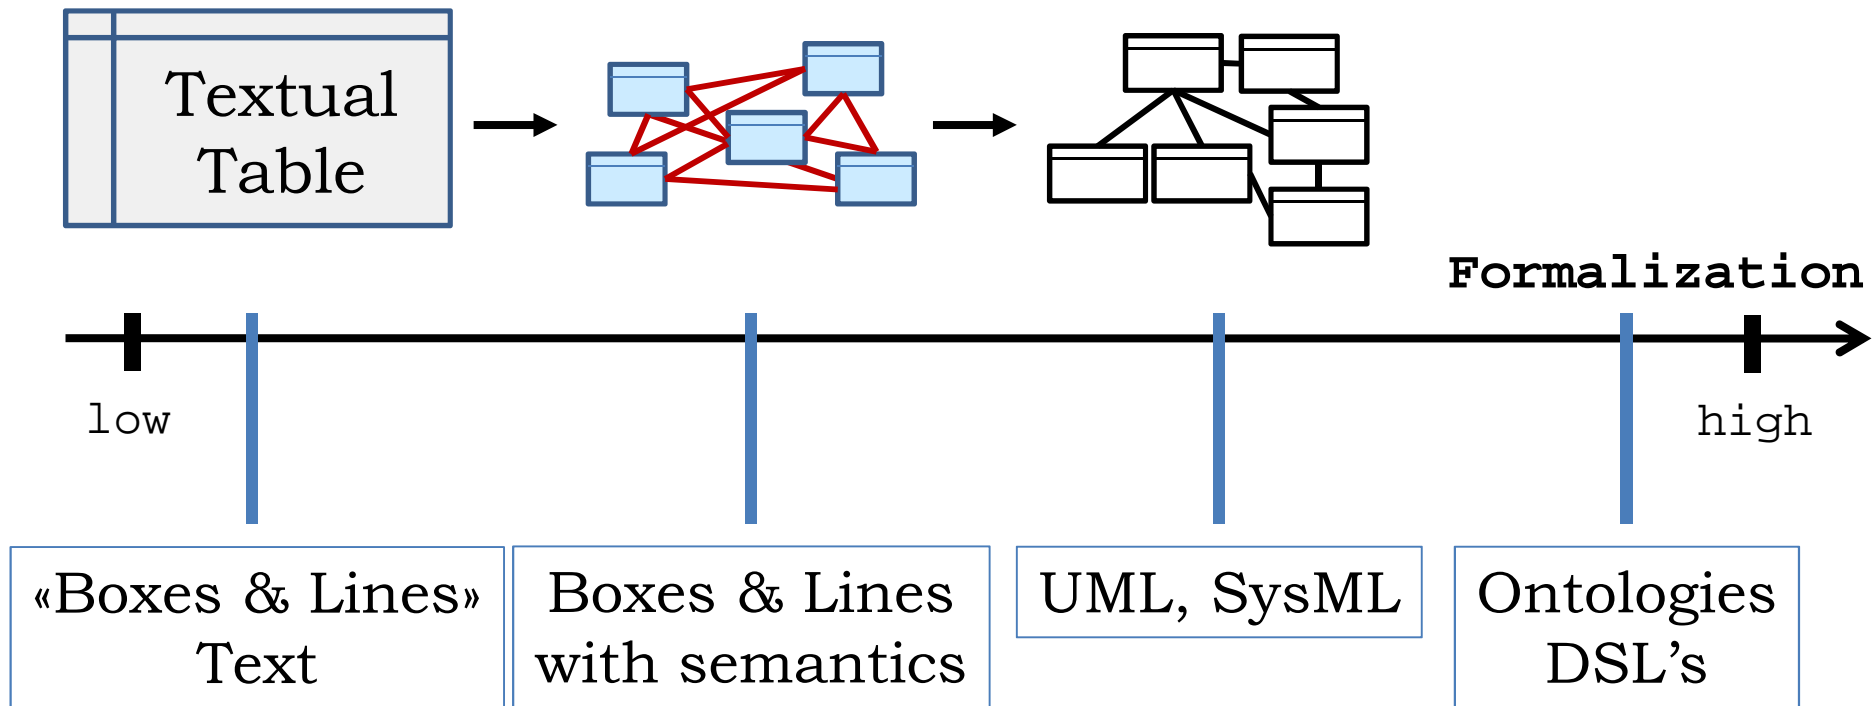 Textual
Table
Formalization
low
high
«Boxes & Lines»
Text
Boxes & Lines
with semantics
UML, SysML
Ontologies
DSL’s